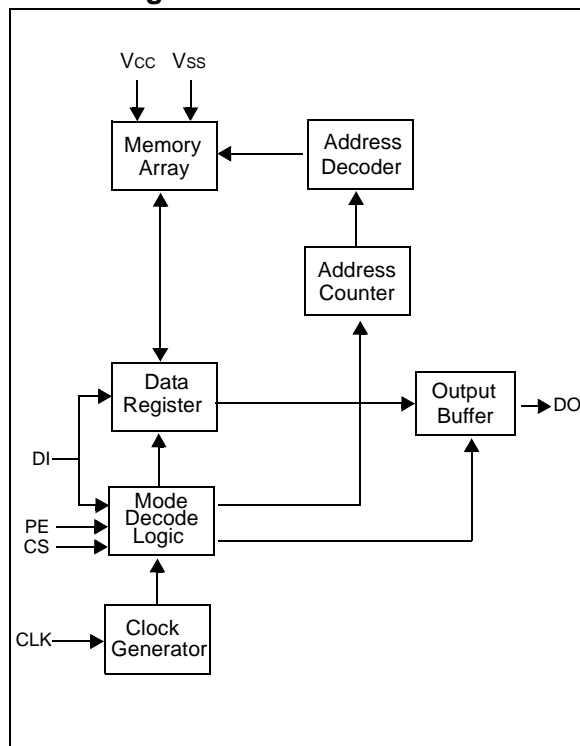 Vcc Vss
Memory
Array
Address
Decoder
Address
Counter
Data
Register
Output
Buffer
DO
DI
Mode
Decode
Logic
PE
CS
CLK
Clock
Generator